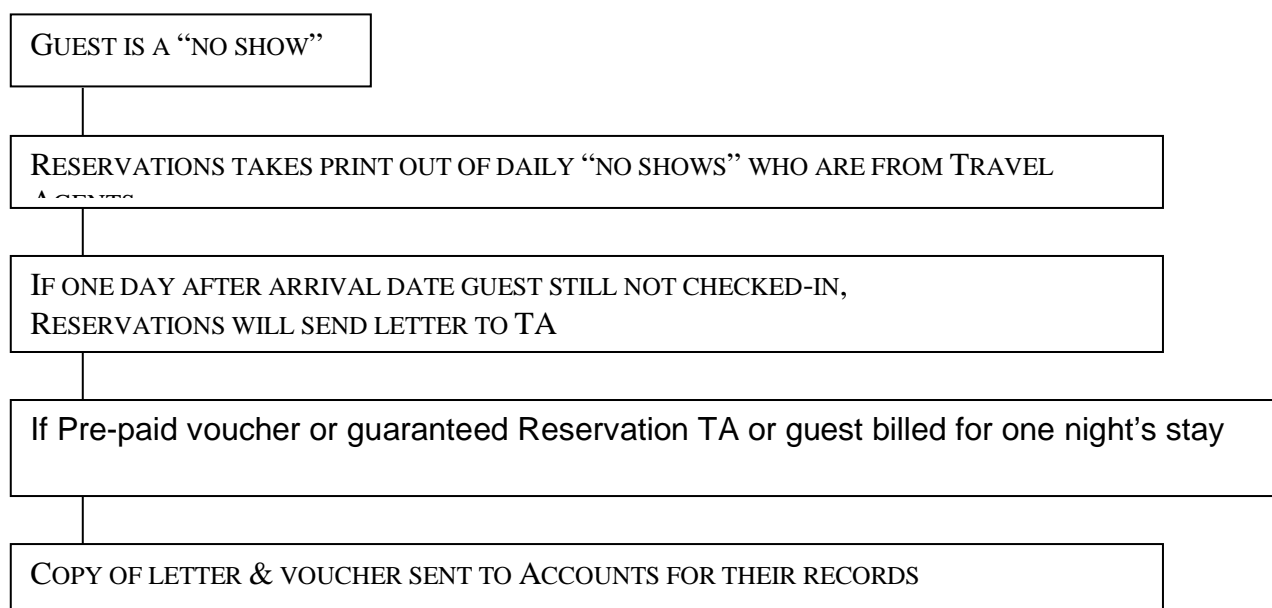 GUEST IS A “NO SHOW”
RESERVATIONS TAKES PRINT OUT OF DAILY “NO SHOWS” WHO ARE FROM TRAVEL
AGENTS
IF ONE DAY AFTER ARRIVAL DATE GUEST STILL NOT CHECKED-IN,
RESERVATIONS WILL SEND LETTER TO TA
If Pre-paid voucher or guaranteed Reservation TA or guest billed for one night’s stay
COPY OF LETTER & VOUCHER SENT TO ACCOUNTS FOR THEIR RECORDS